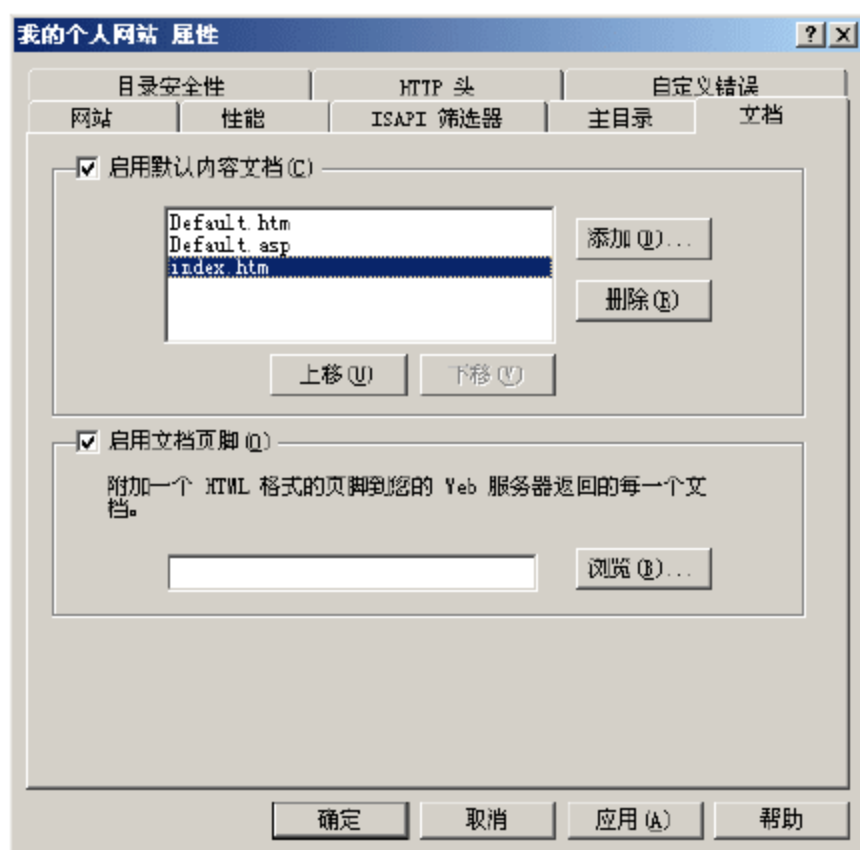 我的个人网站 属性
目录安全性 HTTP 头 自定义错误
网站 性能 ISAPI 筛选器 主目录 文档
启用默认内容文档(C)
Default.htm
Default.asp
index.htm
添加(D)...
删除(R)
上移(U) 下移(V)
启用文档页脚(O)
附加一个 HTML 格式的页脚到您的 Web 服务器返回的每一个文
档。
浏览(B)...
确定 取消 应用(A) 帮助